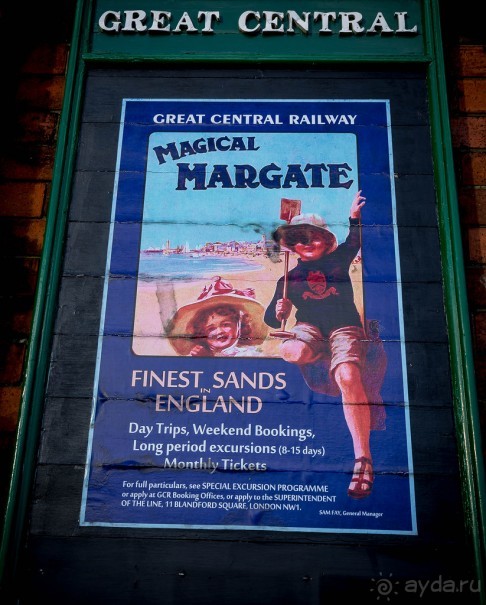 GREAT CENTRAL
GREAT CENTRAL RAILWAY
MAGICAL
MARGATE
FINEST SANDS
IN
ENGLAND
Day Trips, Weekend Bookings,
Long period excursions (8-15 days)
Monthly Tickets
For full particulars, see SPECIAL EXCURSION PROGRAMME
or apply at GCR Booking Offices, or apply to the SUPERINTENDENT
OF THE LINE, 11 BLANDFORD SQUARE, LONDON NW1.
SAM FAY, General Manager
ayda.ru